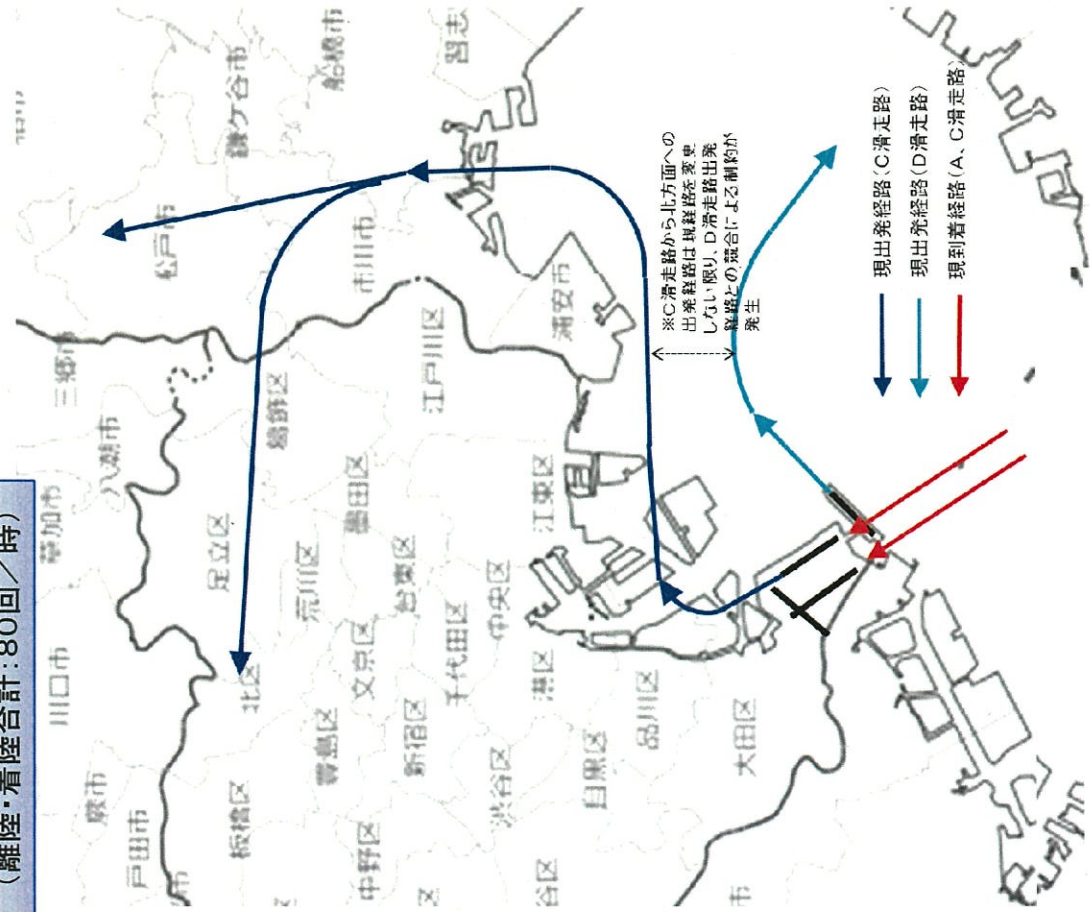 (離陸・着陸合計：80回／時)
蕨市
川口市
草加市
三郷市
戸田市
八潮市
松戸市
鎌ケ谷市
船橋市
板橋区
北区
足立区
葛飾区
市川市
習志
豊島区
荒川区
中野区
文京区
台東区
墨田区
江戸川区
新宿区
千代田区
渋谷区
中央区
江東区
浦安市
港区
谷区
目黒区
品川区
大田区
市
※C滑走路から北方面への
出発経路は現経路を変更
しない限り、D滑走路出発
経路との競合による制約が
発生
現出発経路(C滑走路)
現出発経路(D滑走路)
現到着経路(A、C滑走路)